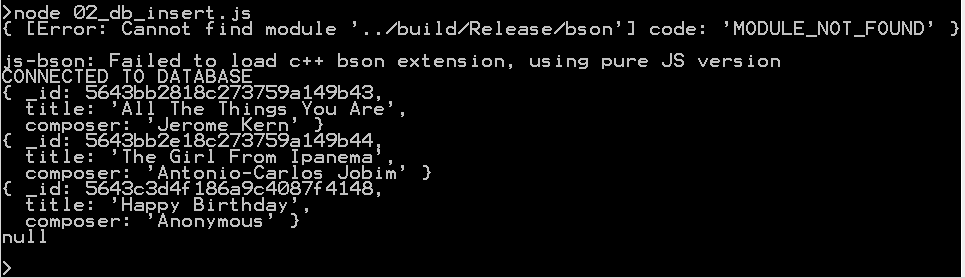 >node 02_db_insert.js
{ [Error: Cannot find module '../build/Release/bson'] code: 'MODULE_NOT_FOUND' }
js-bson: Failed to load c++ bson extension, using pure JS version
CONNECTED TO DATABASE
{ _id: 5643bb2818c273759a149b43,
  title: 'All The Things You Are',
  composer: 'Jerome Kern' }
{ _id: 5643bb2e18c273759a149b44,
  title: 'The Girl From Ipanema',
  composer: 'Antonio-Carlos Jobim' }
{ _id: 5643c3d4f186a9c4087f4148,
  title: 'Happy Birthday',
  composer: 'Anonymous' }
null
>